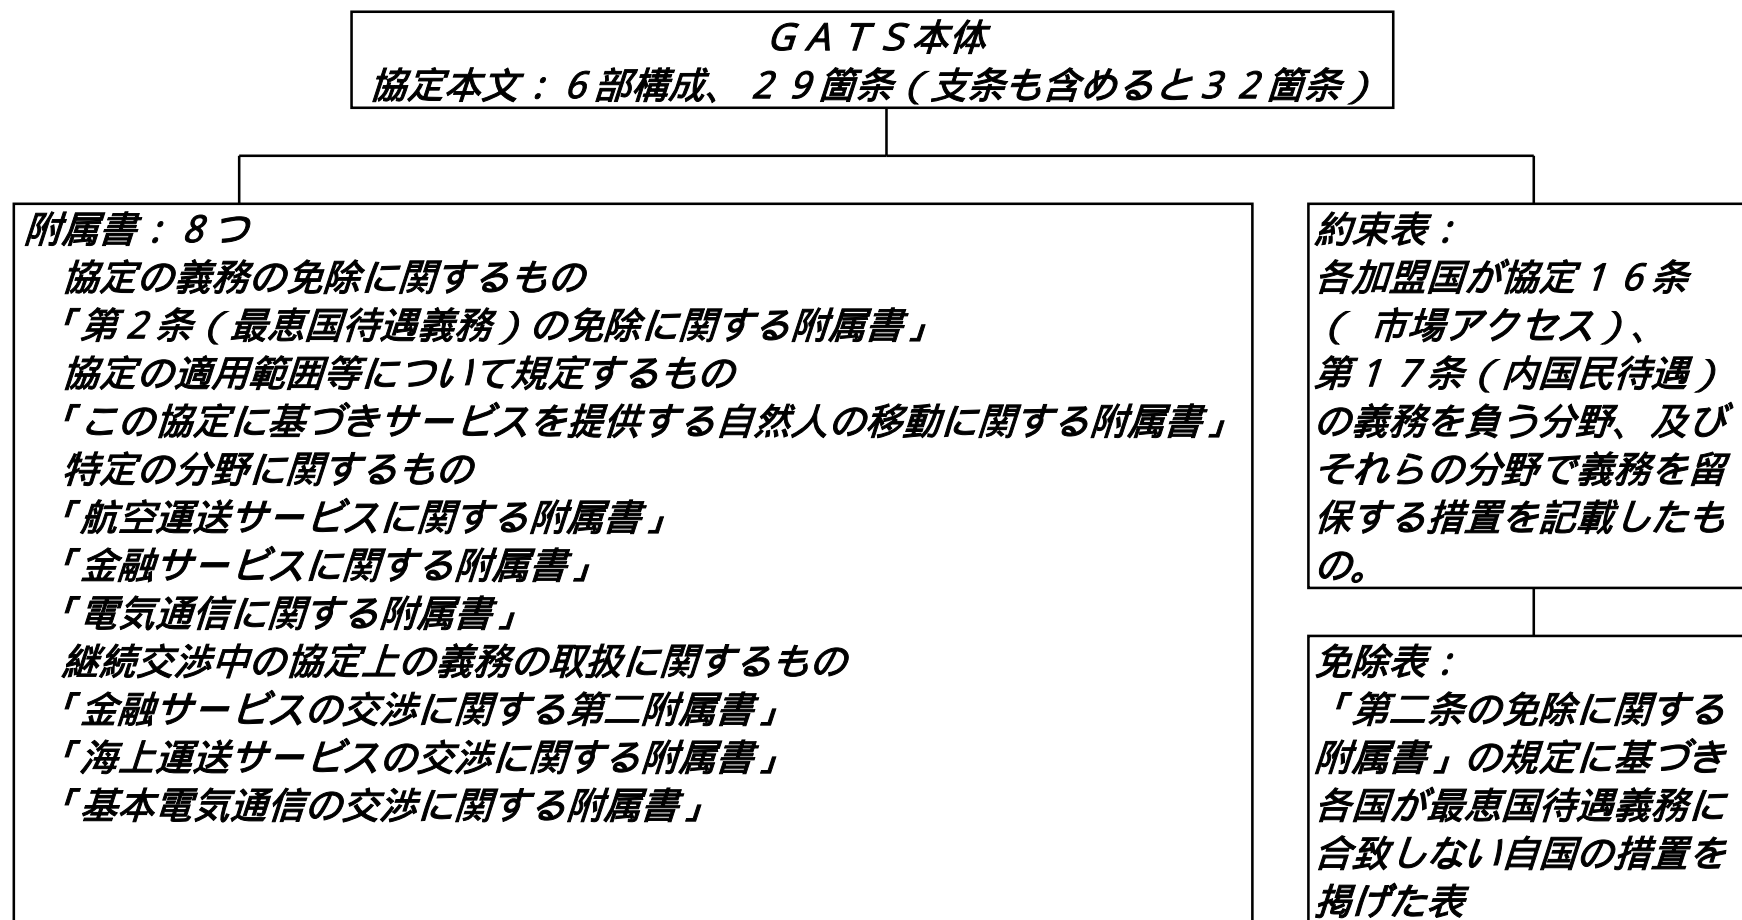 ＧＡＴＳ本体
協定本文：６部構成、２９箇条（支条も含めると３２箇条）
附属書：８つ
協定の義務の免除に関するもの
「第２条（最恵国待遇義務）の免除に関する附属書」
協定の適用範囲等について規定するもの
「この協定に基づきサービスを提供する自然人の移動に関する附属書」
特定の分野に関するもの
「航空運送サービスに関する附属書」
「金融サービスに関する附属書」
「電気通信に関する附属書」
継続交渉中の協定上の義務の取扱に関するもの
「金融サービスの交渉に関する第二附属書」
「海上運送サービスの交渉に関する附属書」
「基本電気通信の交渉に関する附属書」
約束表：
各加盟国が協定１６条
（ 市場アクセス）、
第１７条（内国民待遇）
の義務を負う分野、及び
それらの分野で義務を留
保する措置を記載したも
の。
免除表：
「第二条の免除に関する
附属書」の規定に基づき
各国が最恵国待遇義務に
合致しない自国の措置を
掲げた表